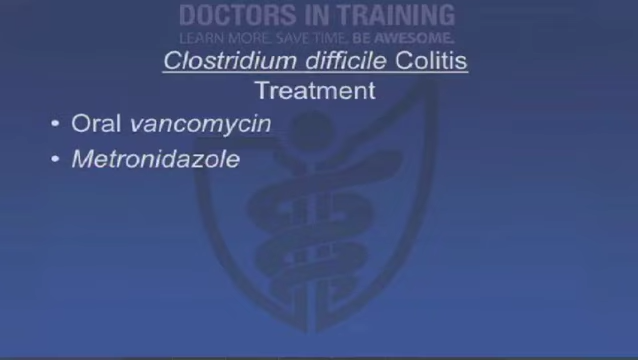 DOCTORS IN TRAINING
LEARN MORE. SAVE TIME. BE AWESOME.
Clostridium difficile Colitis
Treatment
• Oral vancomycin
• Metronidazole